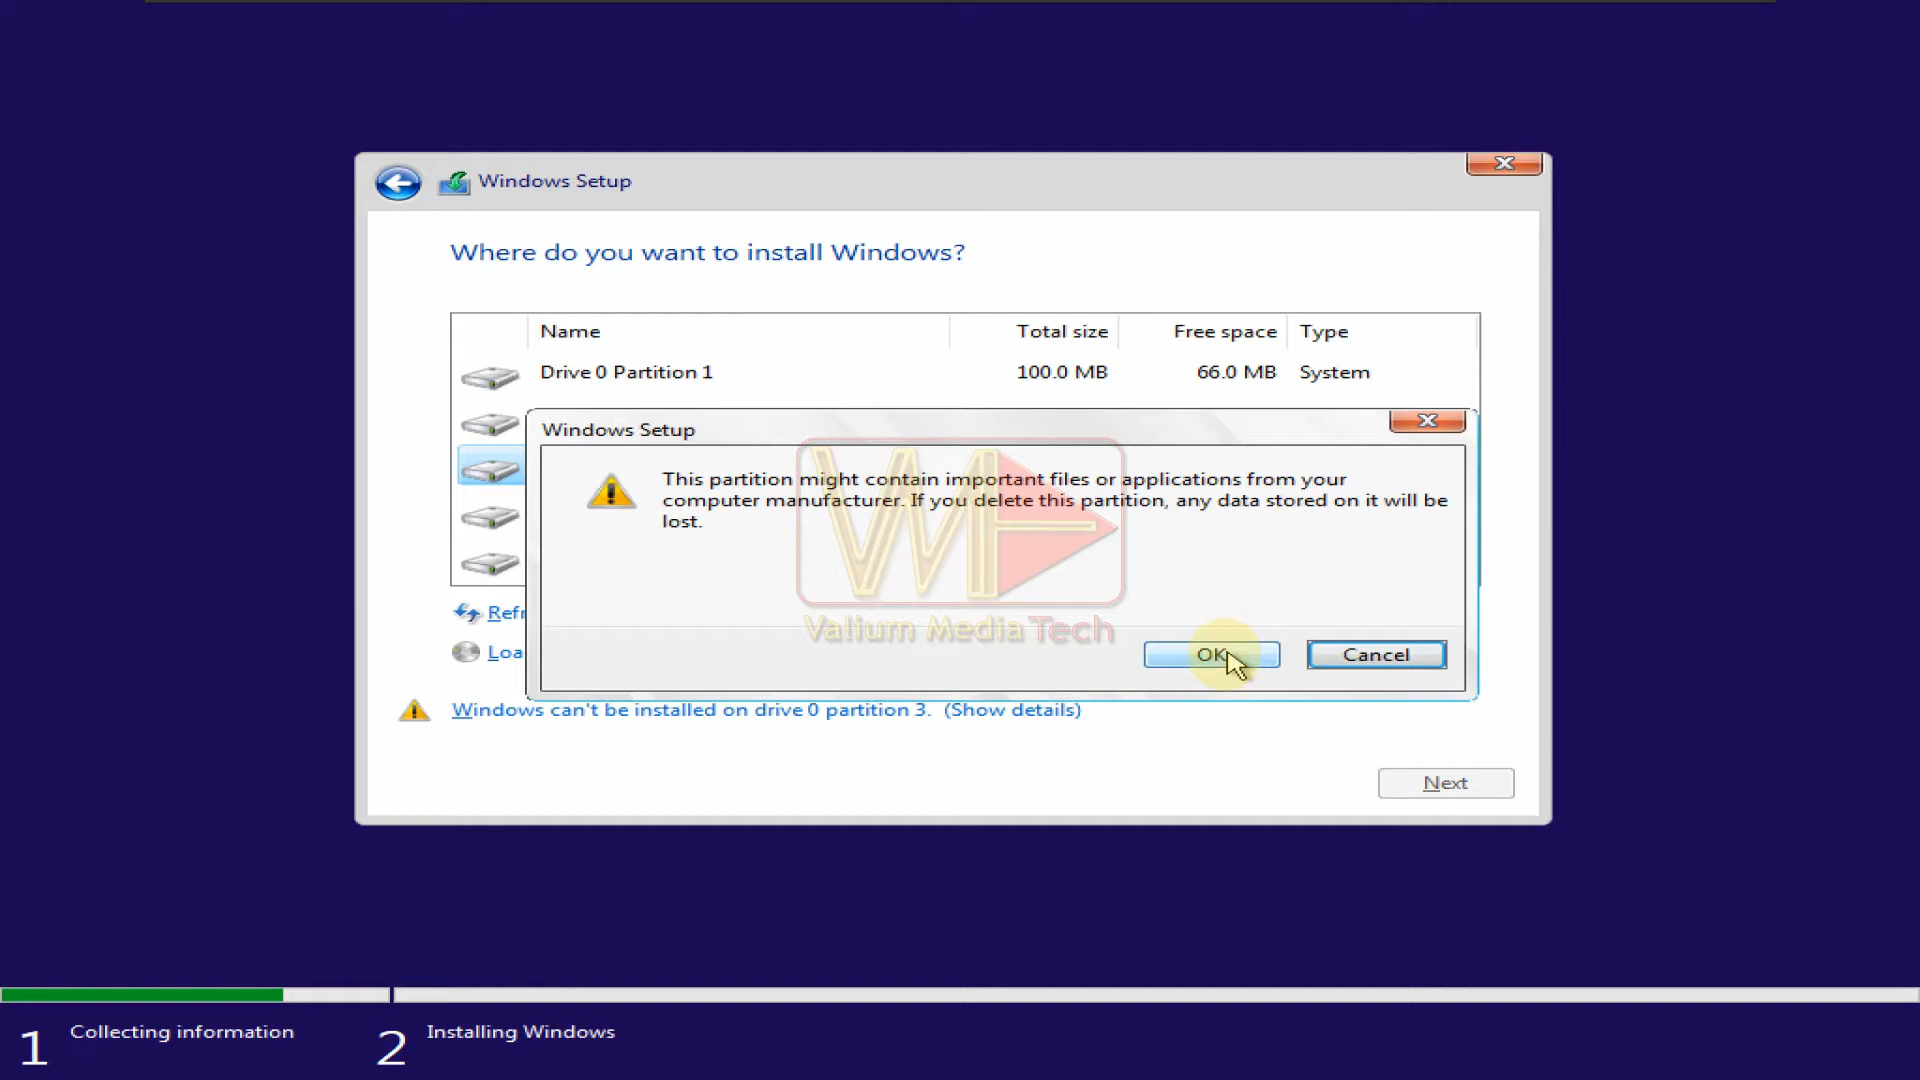 Windows Setup
Where do you want to install Windows?
Name Total size Free space Type
Drive 0 Partition 1 100.0 MB 66.0 MB System
Windows Setup
This partition might contain important files or applications from your
computer manufacturer. If you delete this partition, any data stored on it will be
lost.
Valium MediaTech
OK Cancel
Refr
Loa
Windows can't be installed on drive 0 partition 3. (Show details)
Next
1 Collecting information 2 Installing Windows